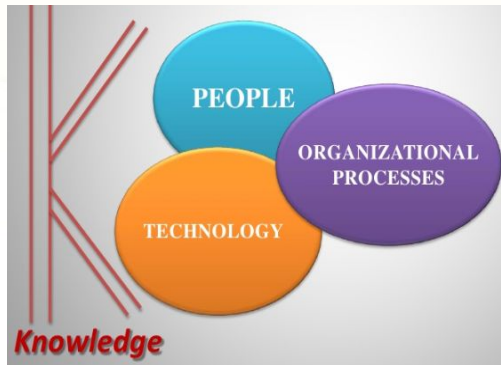 PEOPLE
ORGANIZATIONAL
PROCESSES
TECHNOLOGY
K
Knowledge